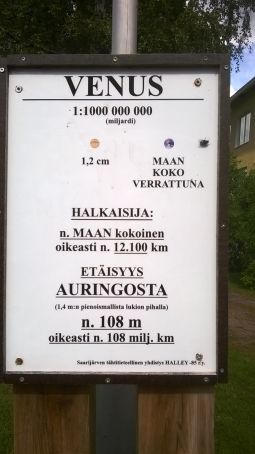 VENUS
1:1000 000 000
(miljardi)
1,2 cm
MAAN
KOKO
VERRATTUNA
HALKAISIJA:
n. MAAN kokoinen
oikeasti n. 12.100 km
ETÄISYYS
AURINGOSTA
(1,4 m:n pienoismallista lukion pihalla)
n. 108 m
oikeasti n. 108 milj. km
Saarijärven tähtitieteellinen yhdistys HALLEY -85 r.y.